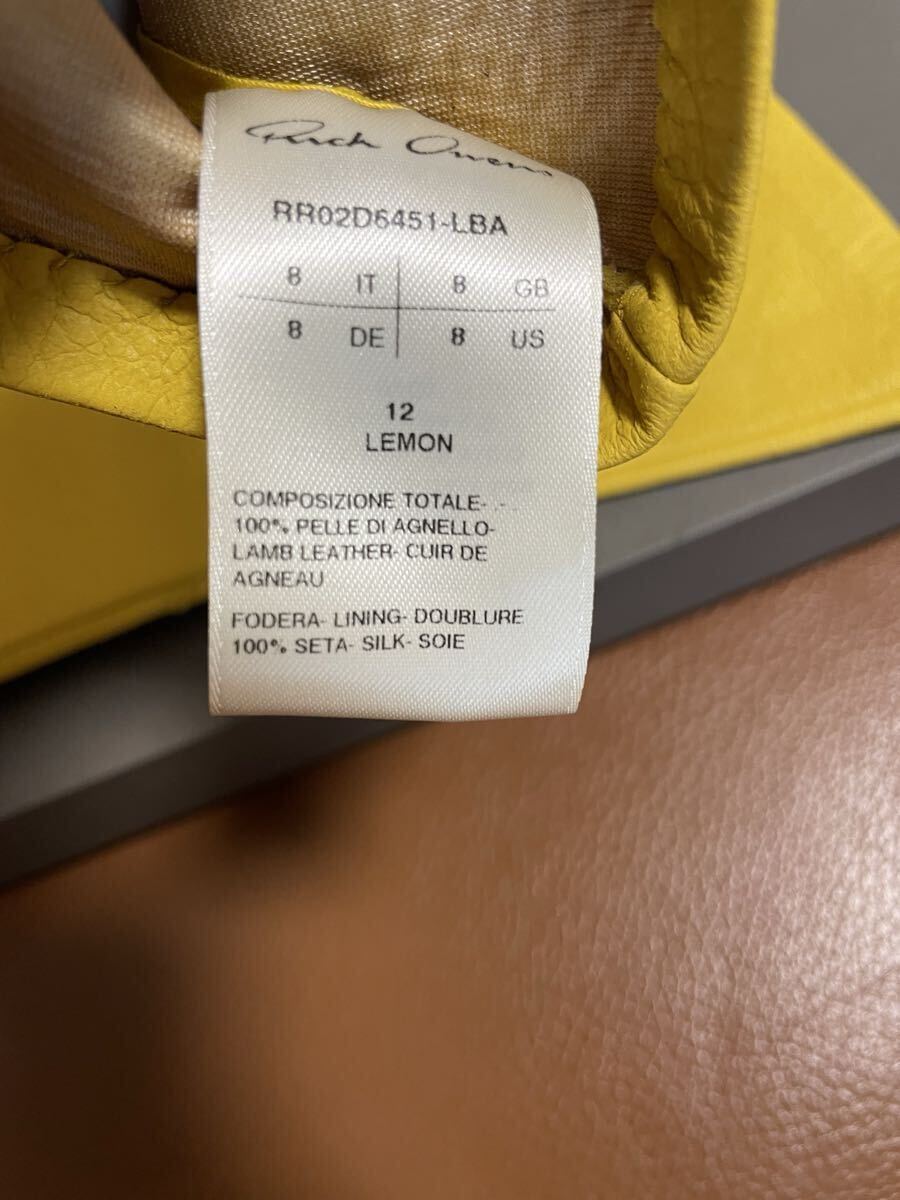 Rick Owens
RR02D6451-LBA
8 IT 8 GB
8 DE 8 US
12
LEMON
COMPOSIZIONE TOTALE-
100% PELLE DI AGNELLO-
LAMB LEATHER- CUIR DE
AGNEAU
FODERA- LINING- DOUBLURE
100% SETA- SILK- SOIE